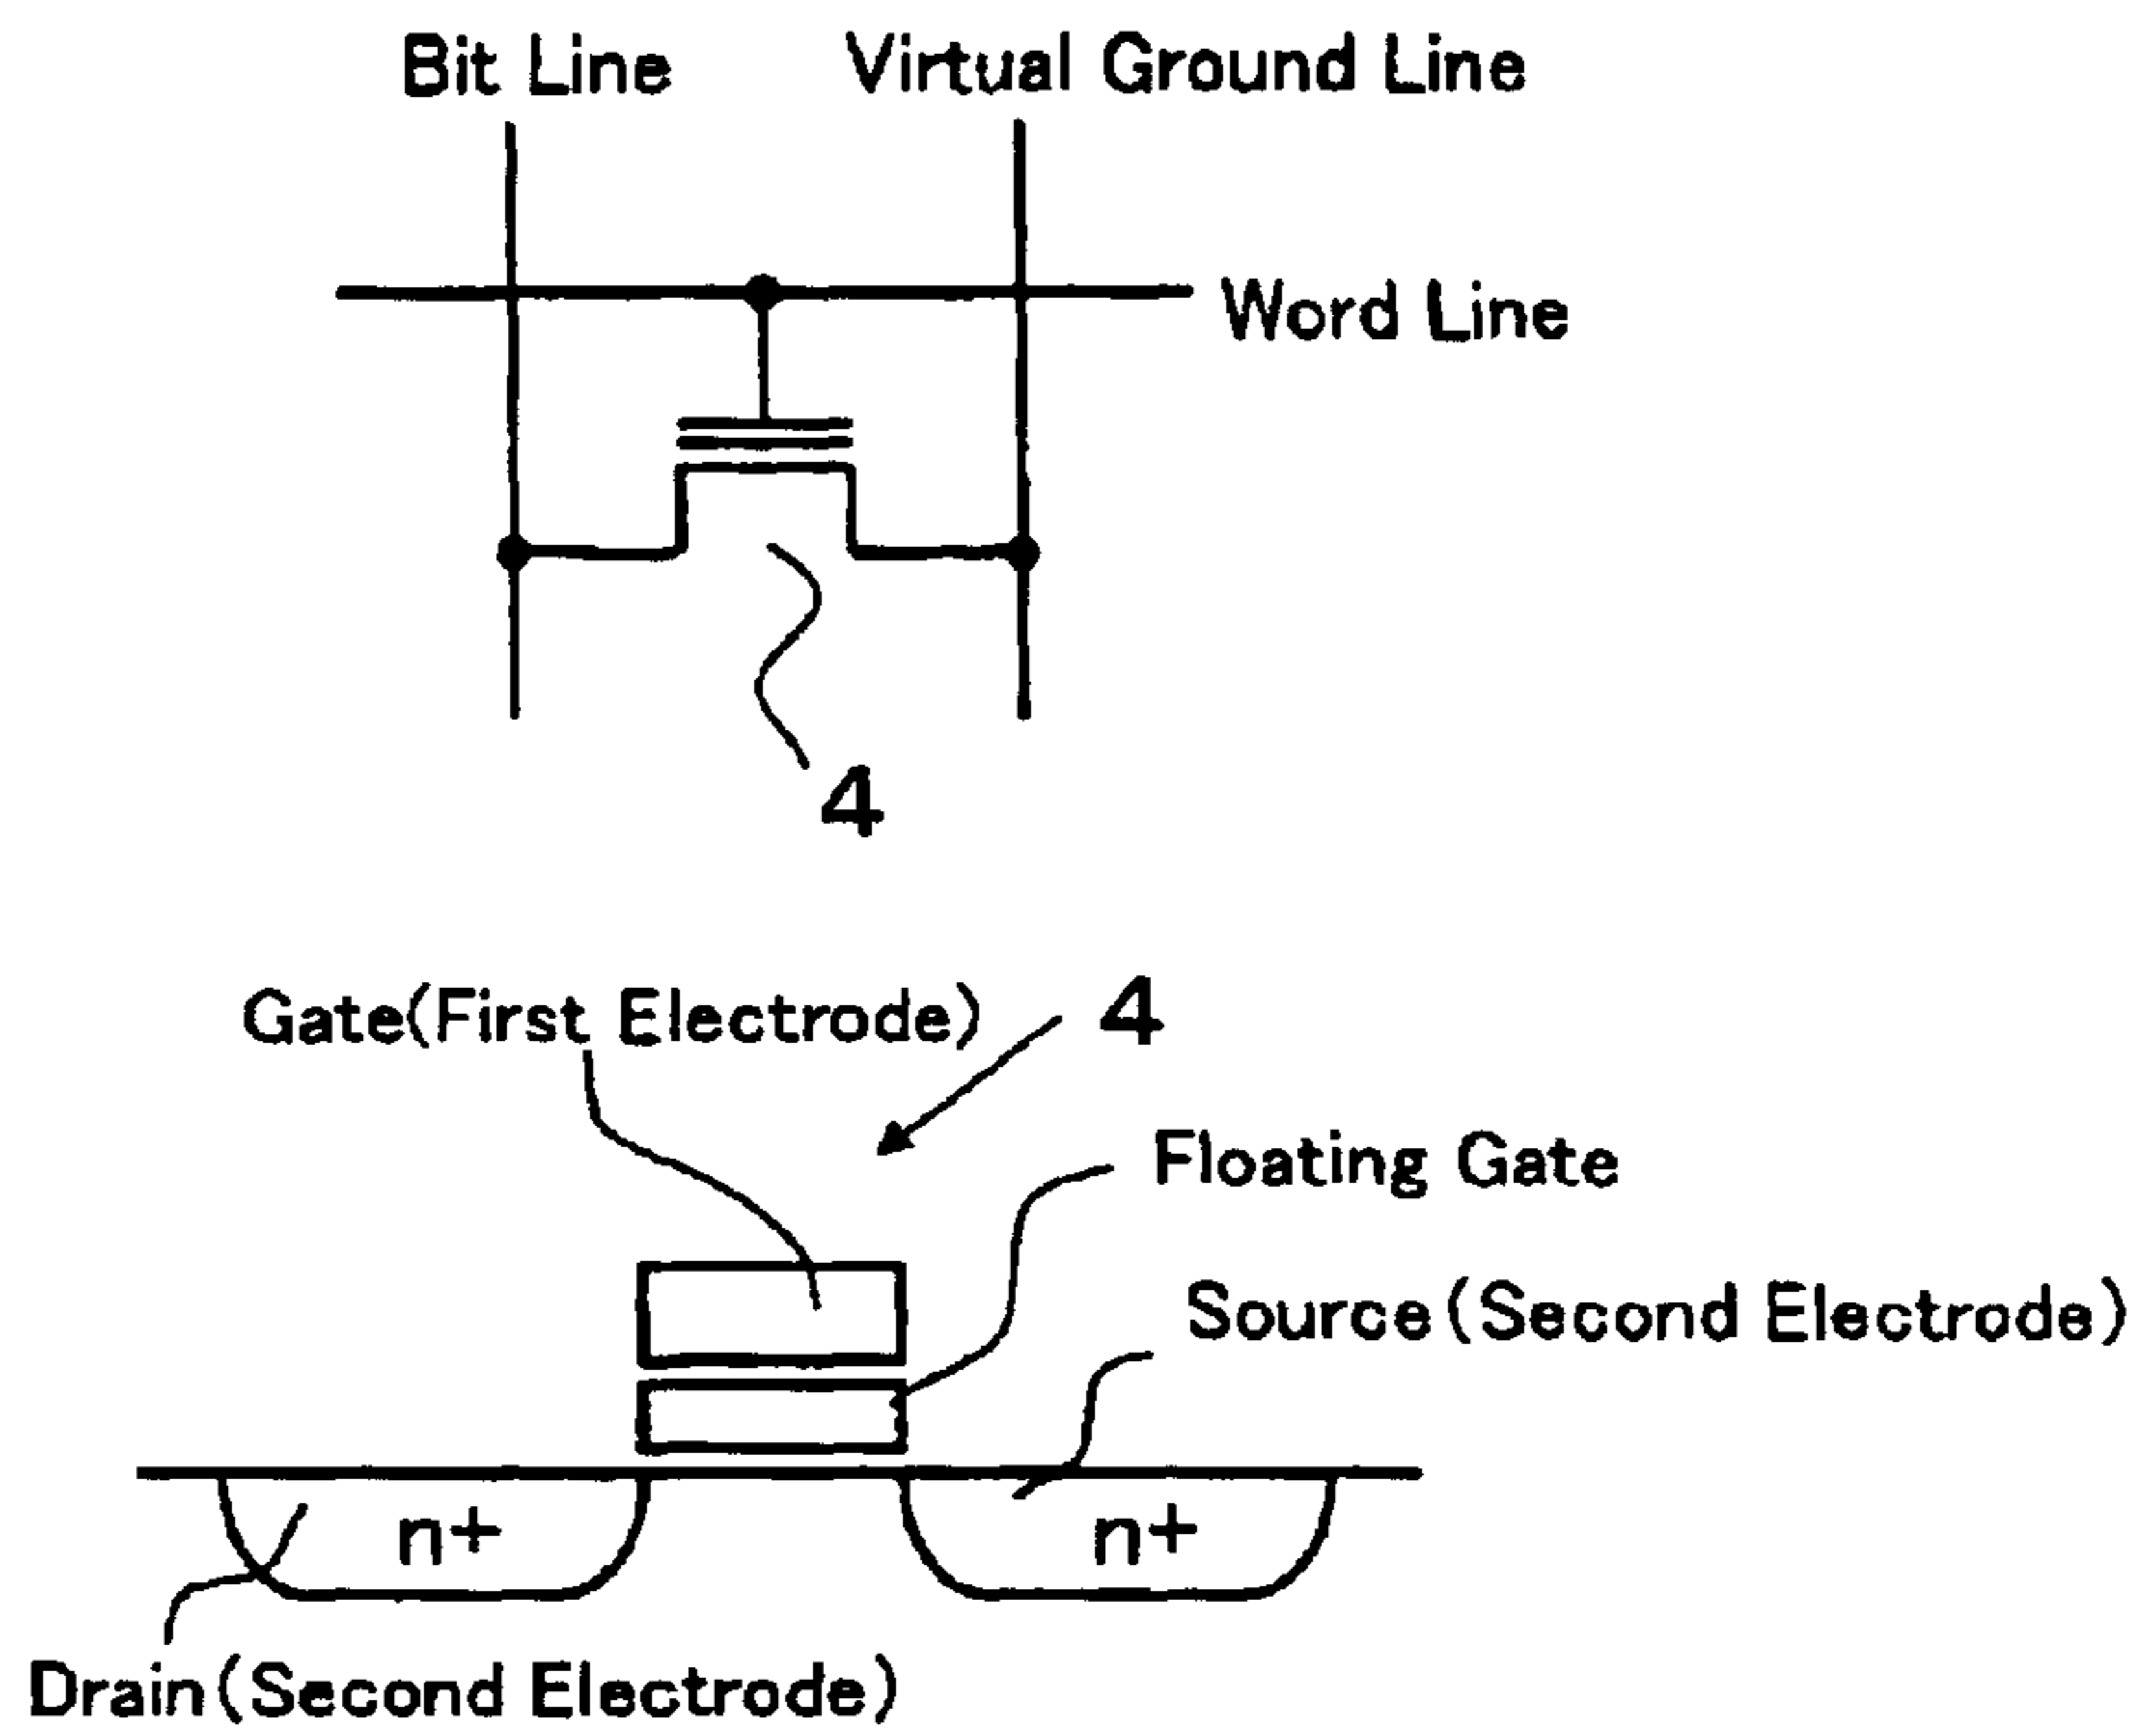 Bit Line Virtual Ground Line
Word Line
4
Gate(First Electrode) 4
Floating Gate
Source(Second Electrode)
n+ n+
Drain(Second Electrode)